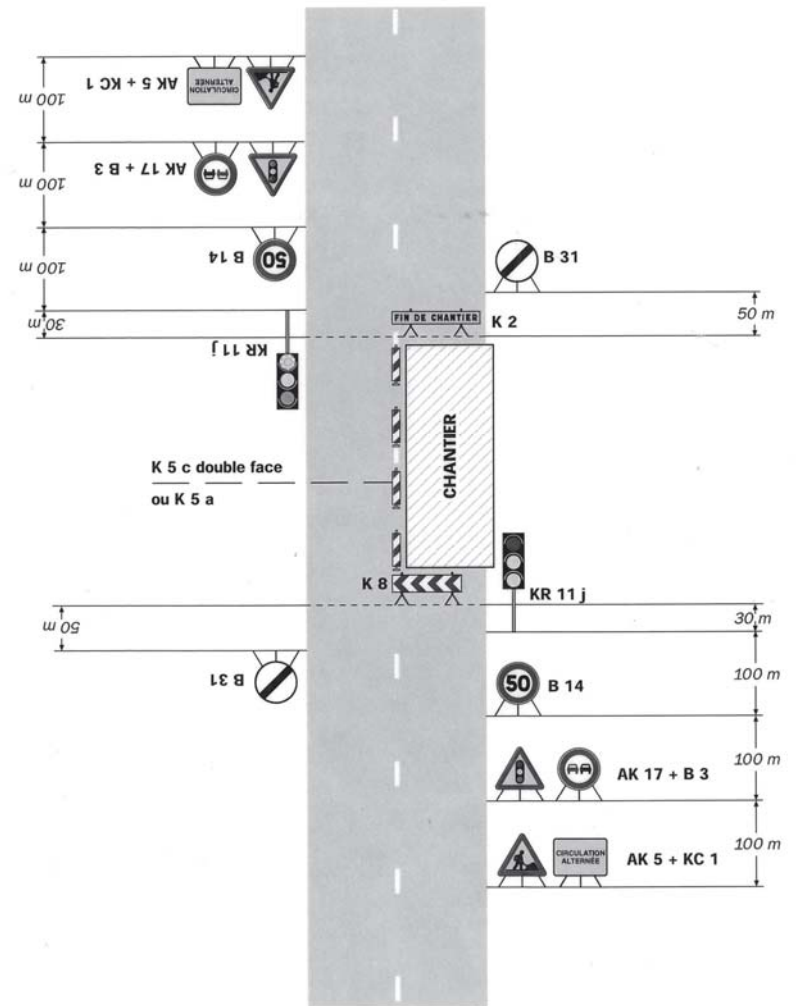 100 m
AK 5 + KC 1
CIRCULATION
ALTERNÉE
100 m
AK 17 + B 3
100 m
B 14
50
B 31
30 m
KR 11 j
FIN DE CHANTIER
K 2
50 m
CHANTIER
K 5 c double face
ou K 5 a
K 8
KR 11 j
50 m
30 m
B 31
50
B 14
100 m
AK 17 + B 3
100 m
CIRCULATION
ALTERNÉE
AK 5 + KC 1
100 m